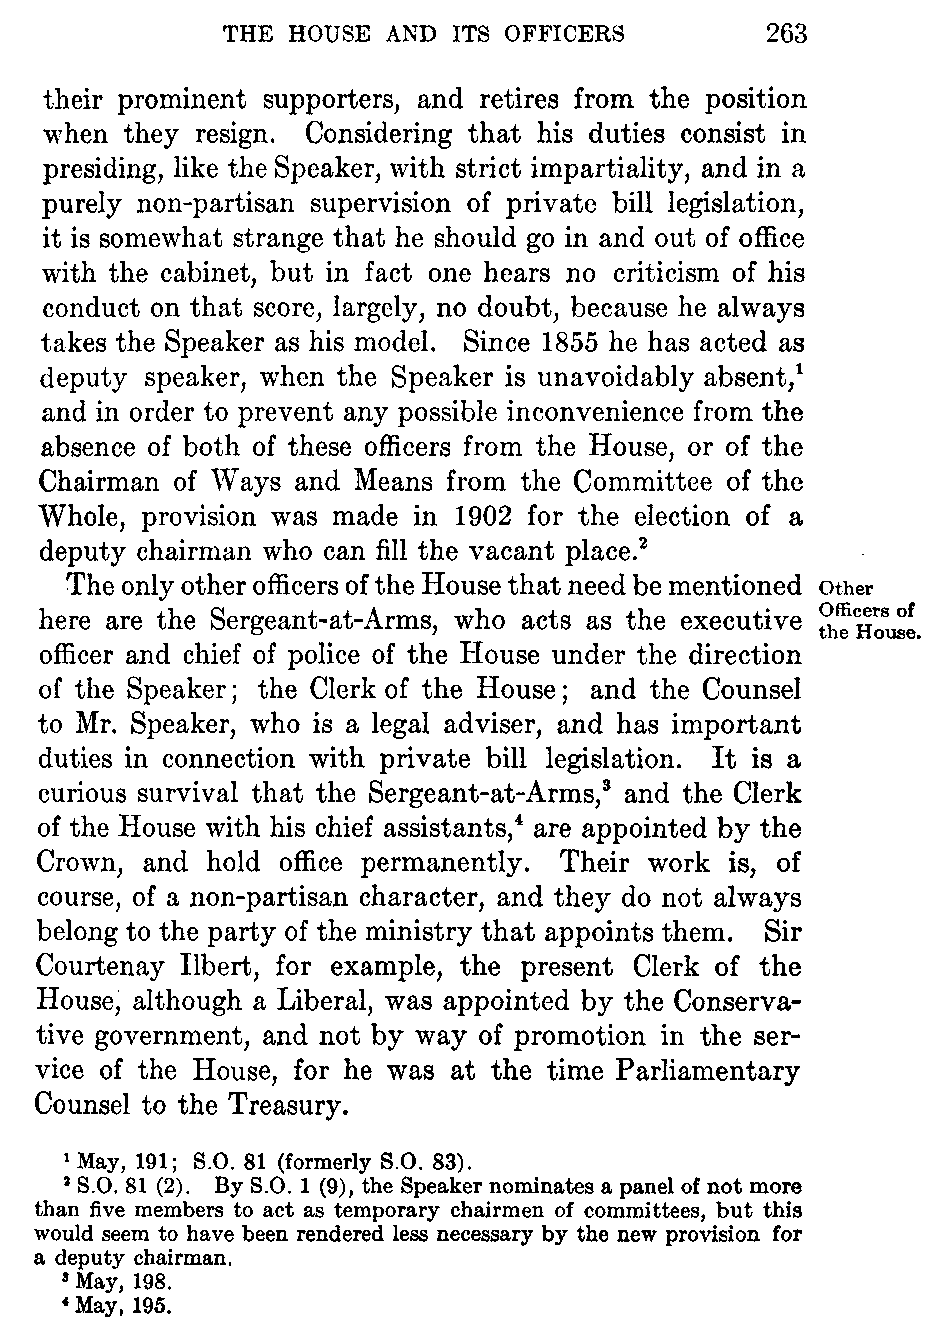 THE HOUSE AND ITS OFFICERS 263
their prominent supporters, and retires from the position
when they resign. Considering that his duties consist in
presiding, like the Speaker, with strict impartiality, and in a
purely non-partisan supervision of private bill legislation,
it is somewhat strange that he should go in and out of office
with the cabinet, but in fact one hears no criticism of his
conduct on that score, largely, no doubt, because he always
takes the Speaker as his model. Since 1855 he has acted as
deputy speaker, when the Speaker is unavoidably absent,¹
and in order to prevent any possible inconvenience from the
absence of both of these officers from the House, or of the
Chairman of Ways and Means from the Committee of the
Whole, provision was made in 1902 for the election of a
deputy chairman who can fill the vacant place.²
The only other officers of the House that need be mentioned
here are the Sergeant-at-Arms, who acts as the executive
officer and chief of police of the House under the direction
of the Speaker; the Clerk of the House; and the Counsel
to Mr. Speaker, who is a legal adviser, and has important
duties in connection with private bill legislation. It is a
curious survival that the Sergeant-at-Arms,³ and the Clerk
of the House with his chief assistants,⁴ are appointed by the
Crown, and hold office permanently. Their work is, of
course, of a non-partisan character, and they do not always
belong to the party of the ministry that appoints them. Sir
Courtenay Ilbert, for example, the present Clerk of the
House, although a Liberal, was appointed by the Conserva-
tive government, and not by way of promotion in the ser-
vice of the House, for he was at the time Parliamentary
Counsel to the Treasury.
Other
Officers of
the House.
¹ May, 191; S.O. 81 (formerly S.O. 83).
² S.O. 81 (2). By S.O. 1 (9), the Speaker nominates a panel of not more
than five members to act as temporary chairmen of committees, but this
would seem to have been rendered less necessary by the new provision for
a deputy chairman.
³ May, 198.
⁴ May, 195.